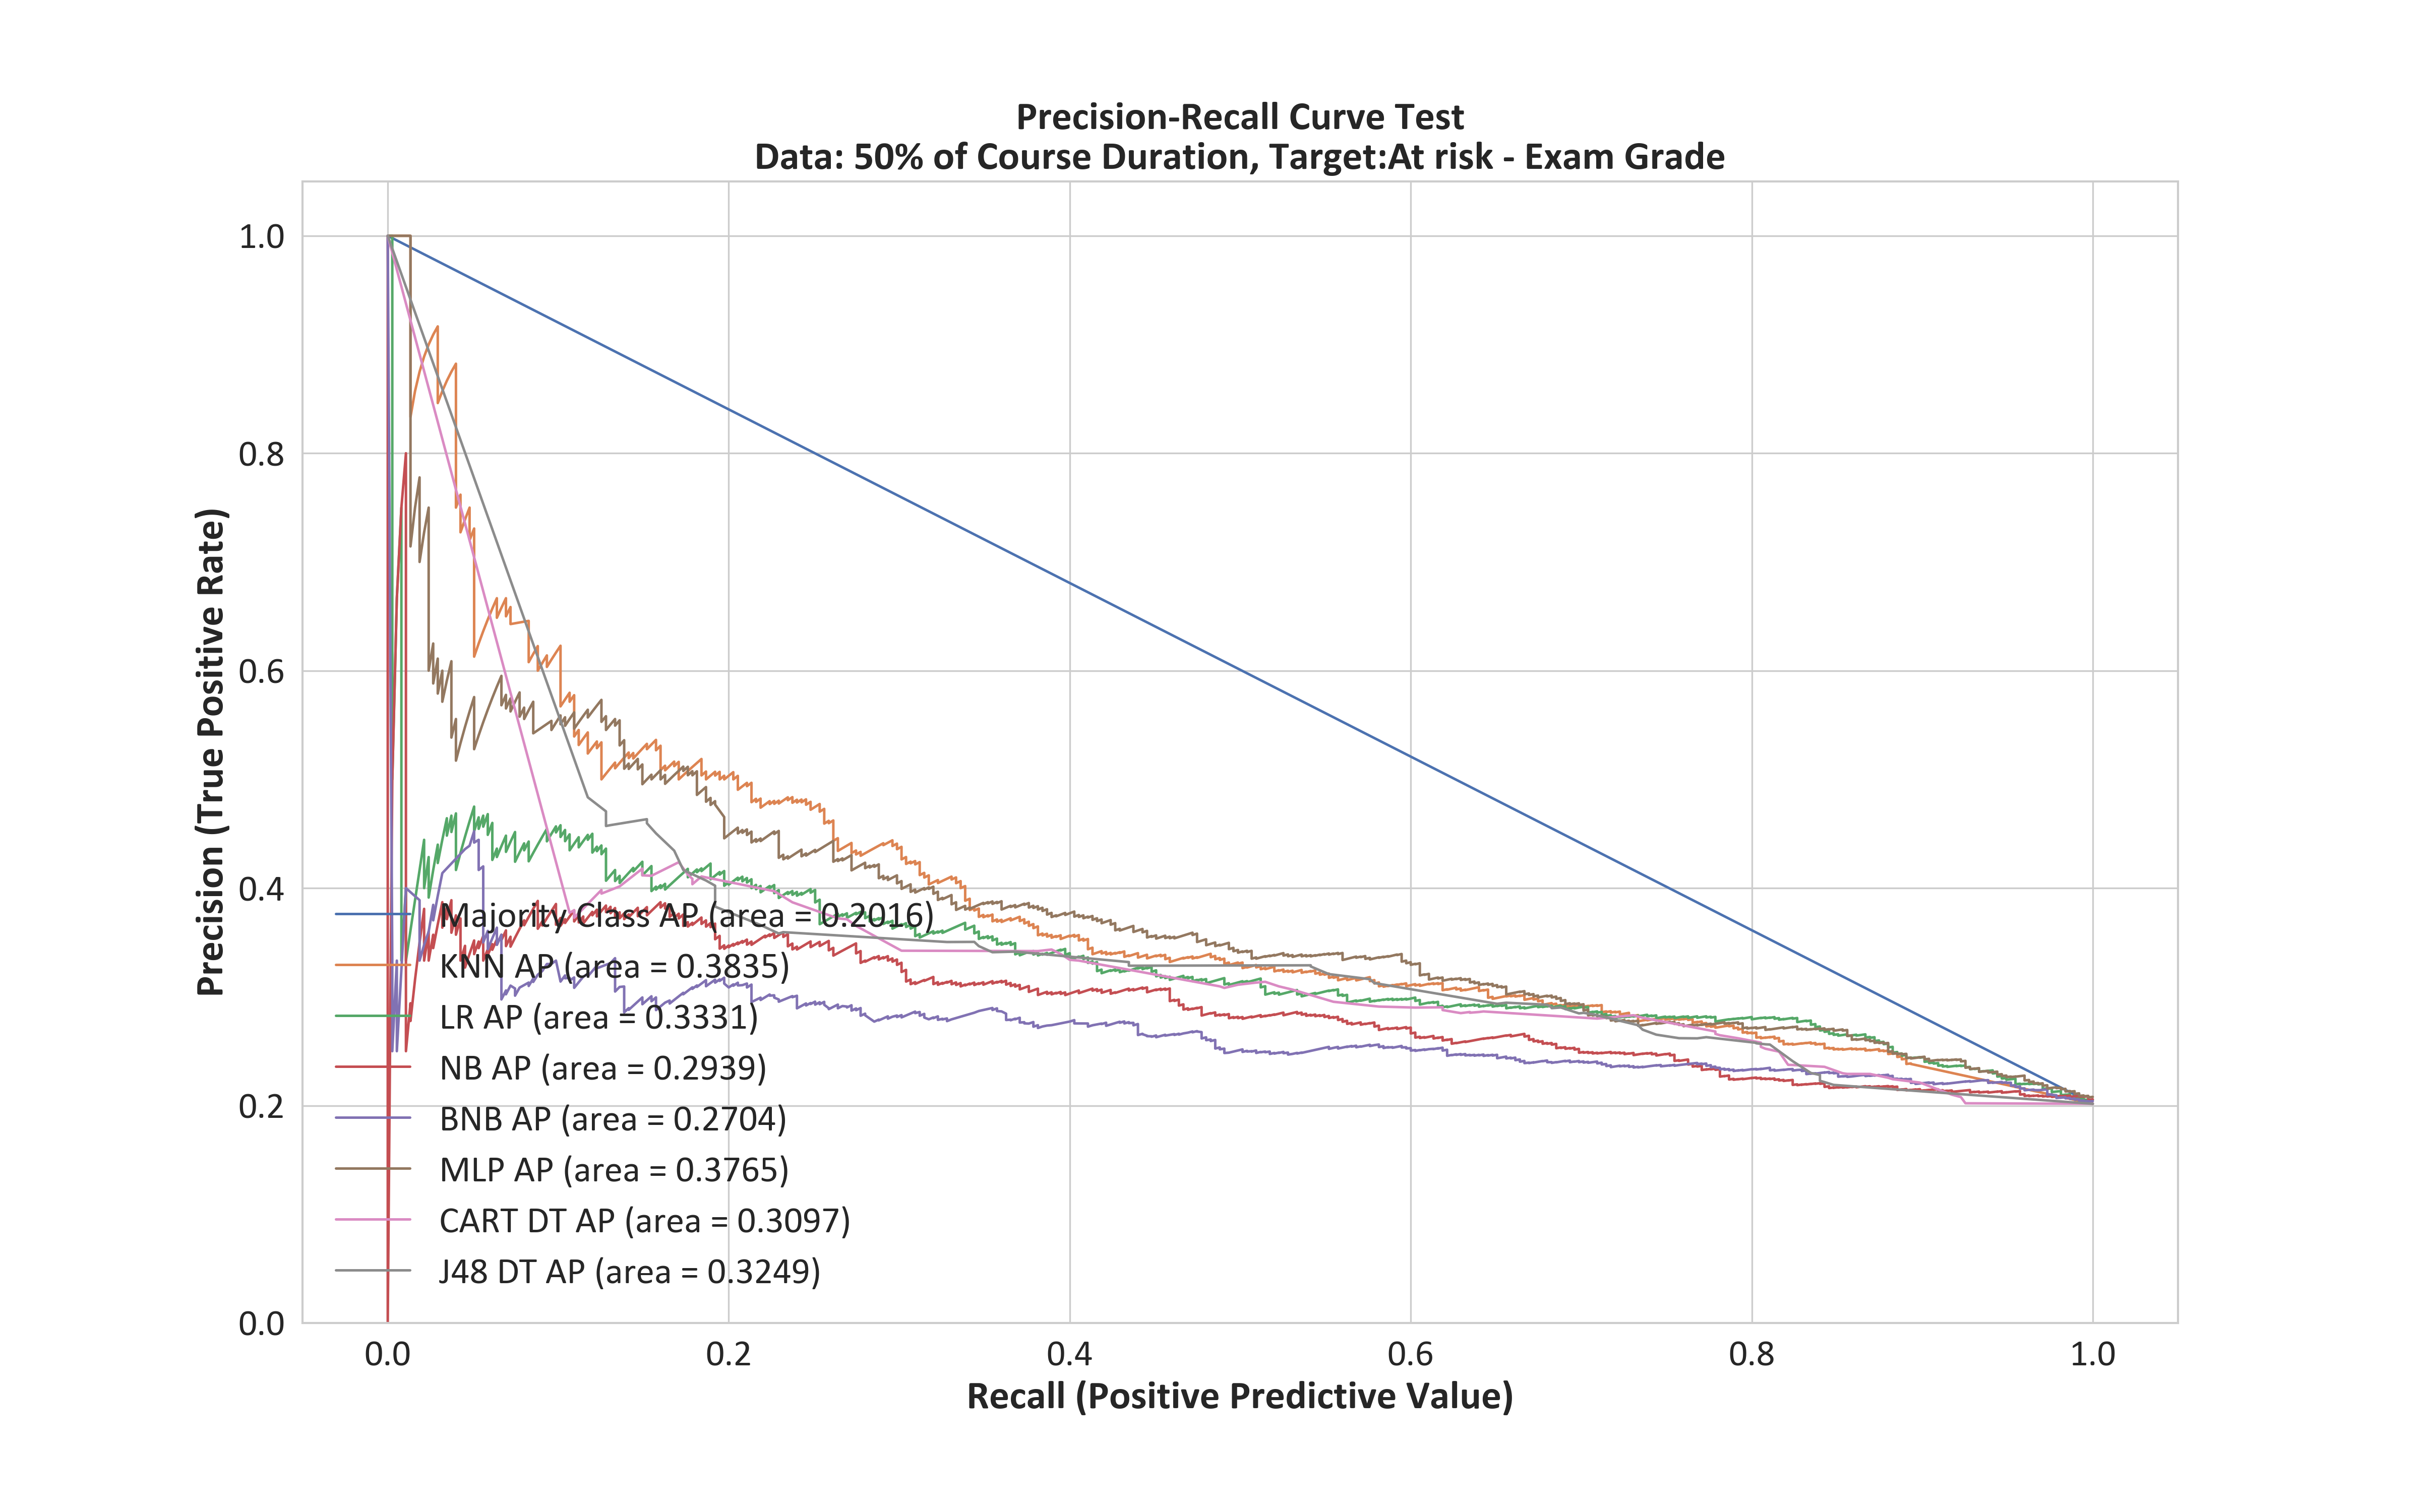 Precision-Recall Curve Test
Data: 50% of Course Duration, Target:At risk - Exam Grade
Precision (True Positive Rate)
1.0
0.8
0.6
0.4
0.2
0.0
Majority Class AP (area = 0.2016)
KNN AP (area = 0.3835)
LR AP (area = 0.3331)
NB AP (area = 0.2939)
BNB AP (area = 0.2704)
MLP AP (area = 0.3765)
CART DT AP (area = 0.3097)
J48 DT AP (area = 0.3249)
0.0 0.2 0.4 0.6 0.8 1.0
Recall (Positive Predictive Value)